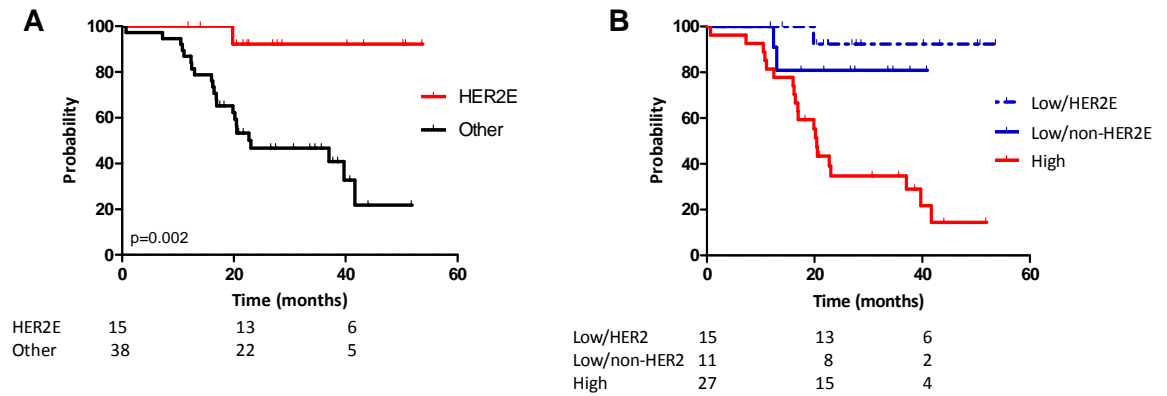 A
Probability
100
80
60
40
20
0
0 20 40 60
p=0.002
HER2E
Other
Time (months)
HER2E 15 13 6
Other 38 22 5
B
Probability
100
80
60
40
20
0
0 20 40 60
Low/HER2E
Low/non-HER2E
High
Time (months)
Low/HER2 15 13 6
Low/non-HER2 11 8 2
High 27 15 4